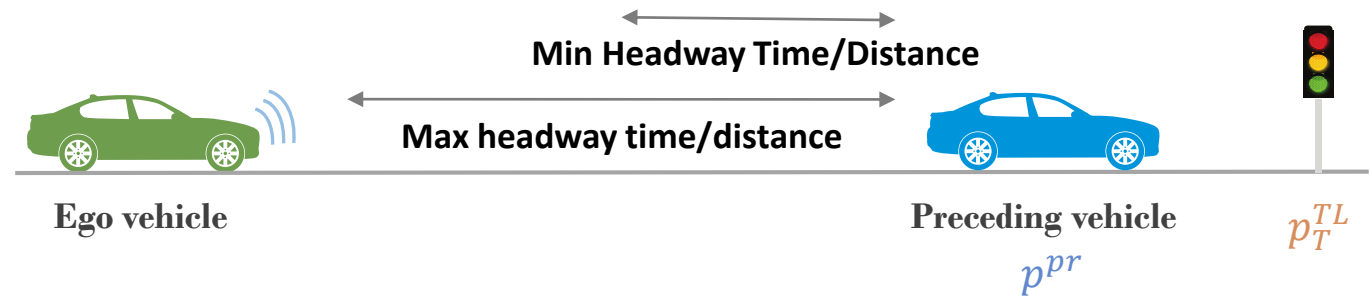 Min Headway Time/Distance
Max headway time/distance
Ego vehicle
Preceding vehicle
p^{pr}
p_T^{TL}